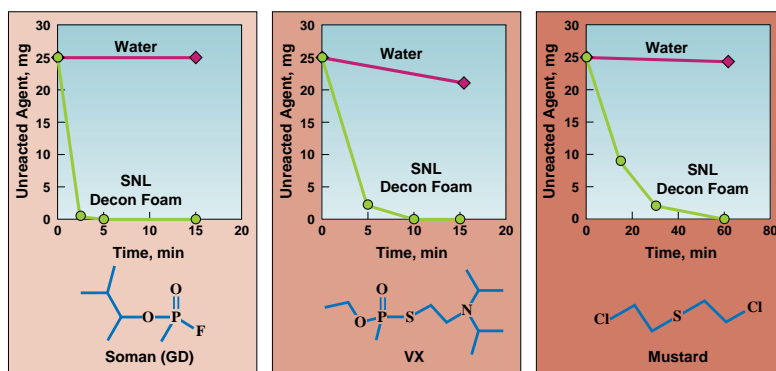 30
25
20
15
10
5
0
Unreacted Agent, mg
Water
SNL
Decon Foam
0 5 10 15 20
Time, min
O
O P
F
Soman (GD)
30
25
20
15
10
5
0
Unreacted Agent, mg
Water
SNL
Decon Foam
0 5 10 15 20
Time, min
O
O P S N
VX
30
25
20
15
10
5
0
Unreacted Agent, mg
Water
SNL
Decon Foam
0 20 40 60 80
Time, min
Cl S Cl
Mustard